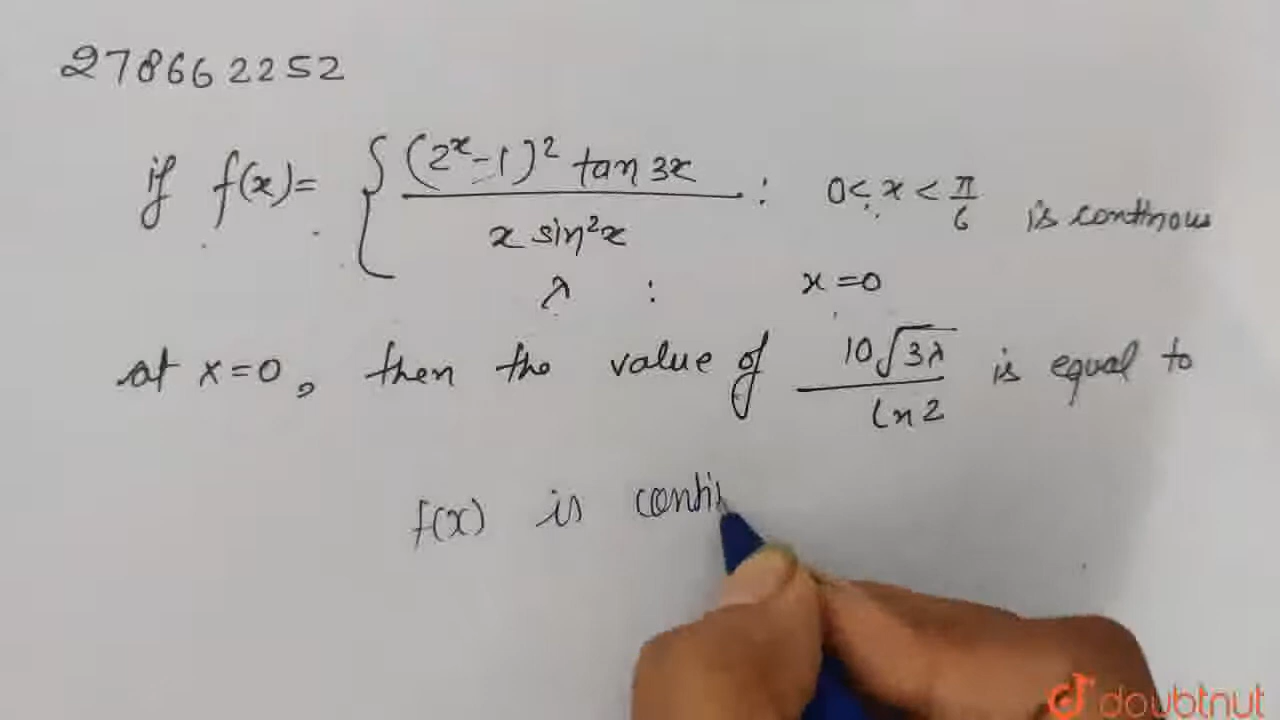 278662252
if f(x)= { (2^x-1)^2 tan 3x / x sin^2x : 0<x<π/6 is continous
λ : x=0
at x=0, then the value of 10√3λ / ln 2 is equal to
f(x) is conti
doubtnut